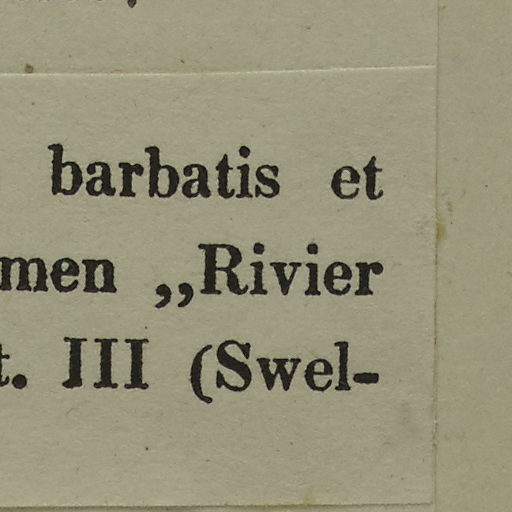 barbatis et
men „Rivier
t. III (Swel-